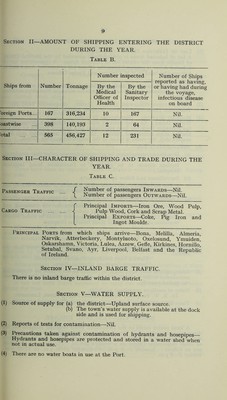 9
SECTION II—AMOUNT OF SHIPPING ENTERING THE DISTRICT
DURING THE YEAR.
TABLE B.
Ships from | Number | Tonnage | Number inspected | Number of Ships reported as having, or having had during the voyage, infectious disease on board
By the Medical Officer of Health | By the Sanitary Inspector
Foreign Ports.. | 167 | 316,234 | 10 | 167 | Nil
Coastwise | 398 | 140,193 | 2 | 64 | Nil
Total | 565 | 456,427 | 12 | 231 | Nil
SECTION III—CHARACTER OF SHIPPING AND TRADE DURING THE
YEAR.
TABLE C.
PASSENGER TRAFFIC ... { Number of passengers INWARDS—Nil.
Number of passengers OUTWARDS—Nil.
CARGO TRAFFIC { Principal IMPORTS—Iron Ore, Wood Pulp,
Pulp Wood, Cork and Scrap Metal.
Principal EXPORTS—Coke, Pig Iron and
Ingot Moulds.
PRINCIPAL PORTS from which ships arrive—Bona, Melilla, Almeria,
Narvik, Atterbockery, Montyluoto, Oxelosund, Ymuiden,
Oskarshamn, Victoria, Lulea, Azzew, Gefle, Kirkines, Hornillo,
Setubal, Svano, Ayr, Liverpool, Belfast and the Republic
of Ireland.
SECTION IV—INLAND BARGE TRAFFIC.
There is no inland barge traffic within the district.
SECTION V—WATER SUPPLY.
(1) Source of supply for (a) the district—Upland surface source.
(b) The town's water supply is available at the dock
side and is used for shipping.
(2) Reports of tests for contamination—Nil.
(3) Precautions taken against contamination of hydrants and hosepipes—
Hydrants and hosepipes are protected and stored in a water shed when
not in actual use.
(4) There are no water boats in use at the Port.